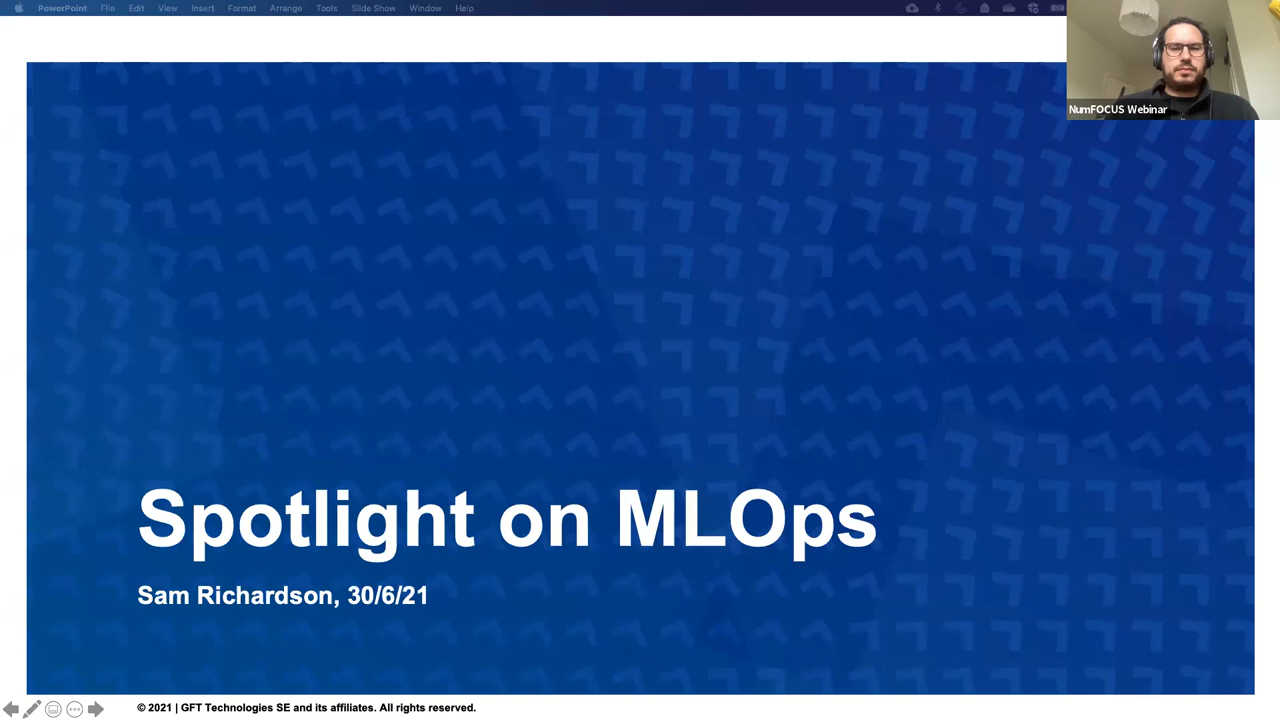 PowerPoint File Edit View Insert Format Arrange Tools Slide Show Window Help
NumFOCUS Webinar
Spotlight on MLOps
Sam Richardson, 30/6/21
© 2021 | GFT Technologies SE and its affiliates. All rights reserved.